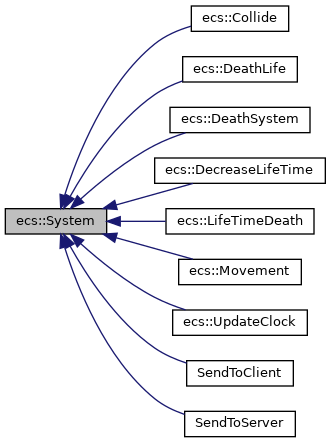 ecs::Collide
ecs::DeathLife
ecs::DeathSystem
ecs::DecreaseLifeTime
ecs::System
ecs::LifeTimeDeath
ecs::Movement
ecs::UpdateClock
SendToClient
SendToServer